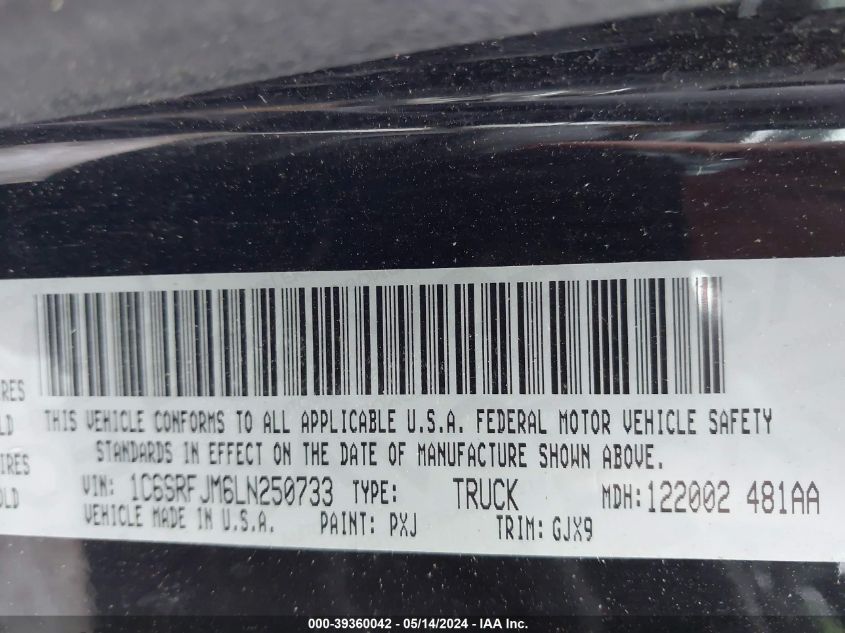 THIS VEHICLE CONFORMS TO ALL APPLICABLE U.S.A. FEDERAL MOTOR VEHICLE SAFETY
RES
STANDARDS IN EFFECT ON THE DATE OF MANUFACTURE SHOWN ABOVE.
LD
VIN: 1C6SRFJM6LN250733 TYPE: TRUCK MDH:122002 481AA
IRES
VEHICLE MADE IN U.S.A. PAINT: PXJ TRIM: GJX9
OLD
000-39360042 / 05/14/2024 - IAA Inc.